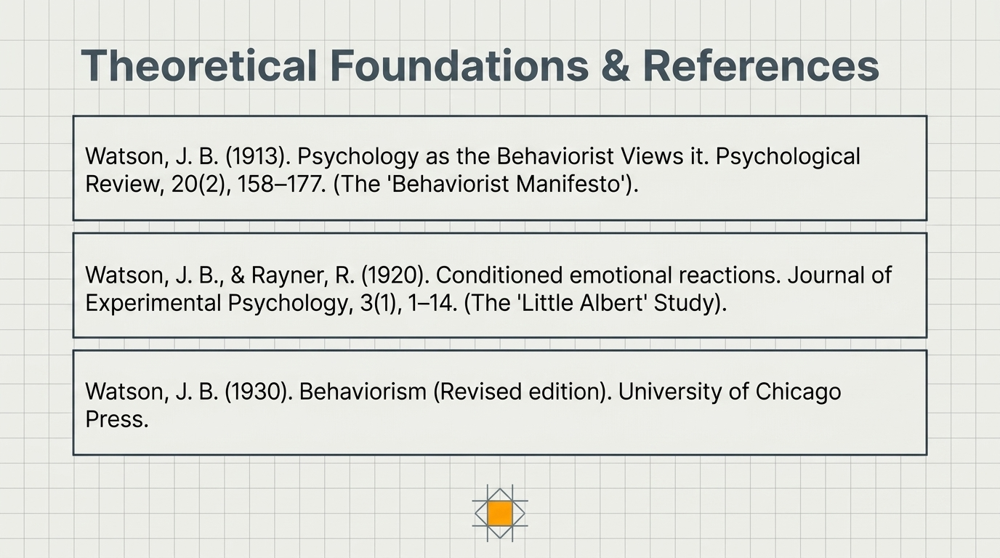 Theoretical Foundations & References
Watson, J. B. (1913). Psychology as the Behaviorist Views it. Psychological
Review, 20(2), 158–177. (The 'Behaviorist Manifesto').
Watson, J. B., & Rayner, R. (1920). Conditioned emotional reactions. Journal of
Experimental Psychology, 3(1), 1–14. (The 'Little Albert' Study).
Watson, J. B. (1930). Behaviorism (Revised edition). University of Chicago
Press.